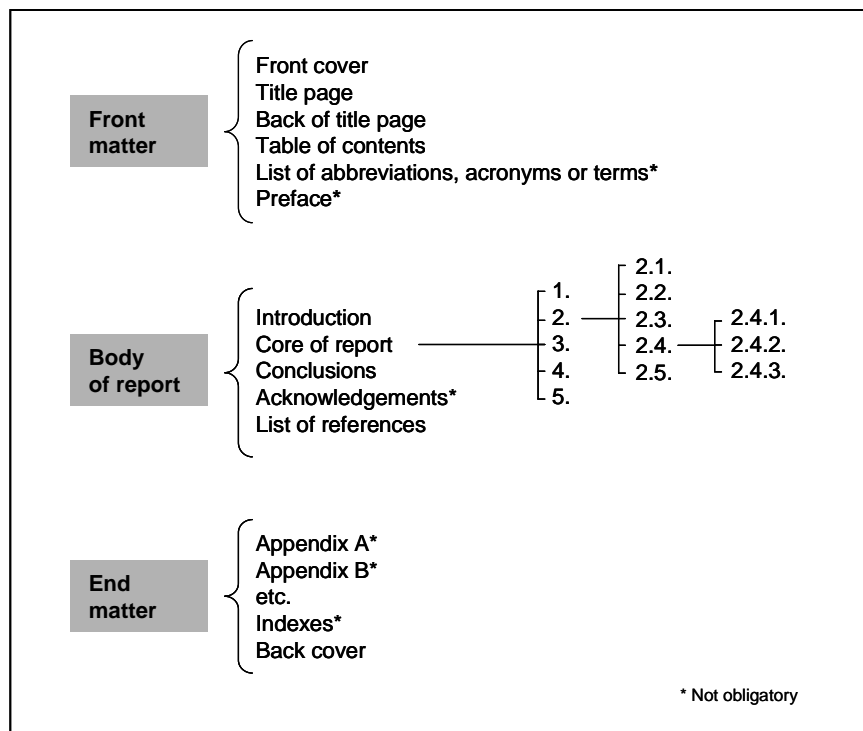 Front cover
Title page
Front
matter
Back of title page
Table of contents
List of abbreviations, acronyms or terms*
Preface*
Body
of report
Introduction
Core of report
Conclusions
Acknowledgements*
List of references
1.
2.
3.
4.
5.
2.1.
2.2.
2.3.
2.4.
2.5.
2.4.1.
2.4.2.
2.4.3.
End
matter
Appendix A*
Appendix B*
etc.
Indexes*
Back cover
* Not obligatory